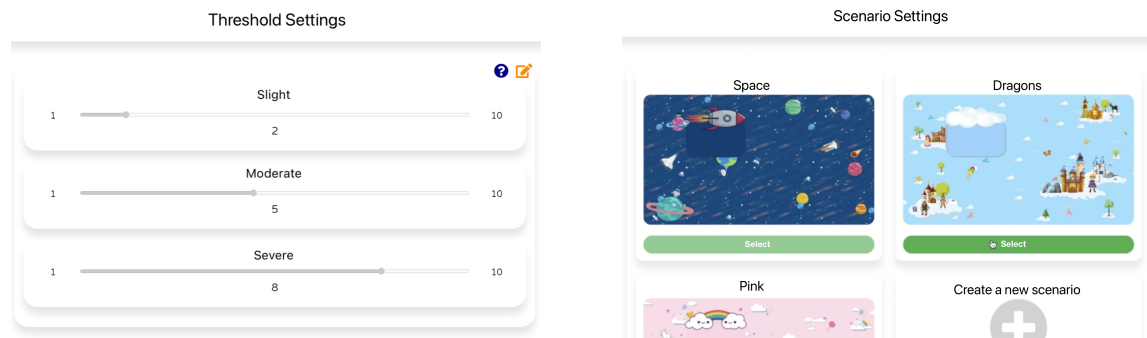 Threshold Settings
?
Slight
1 10
2
Moderate
1 10
5
Severe
1 10
8
Scenario Settings
Space Dragons
Select Select
Pink Create a new scenario